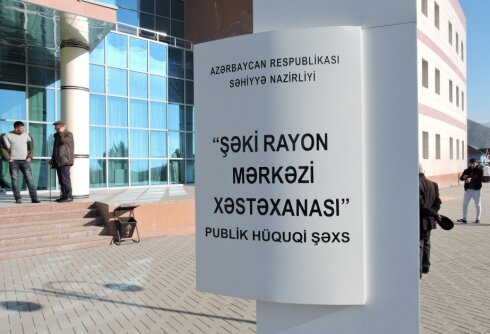 AZƏRBAYCAN RESPUBLİKASI
SƏHİYYƏ NAZİRLİYİ
“ŞƏKİ RAYON
MƏRKƏZİ
XƏSTƏXANASI”
PUBLİK HÜQUQİ ŞƏXS